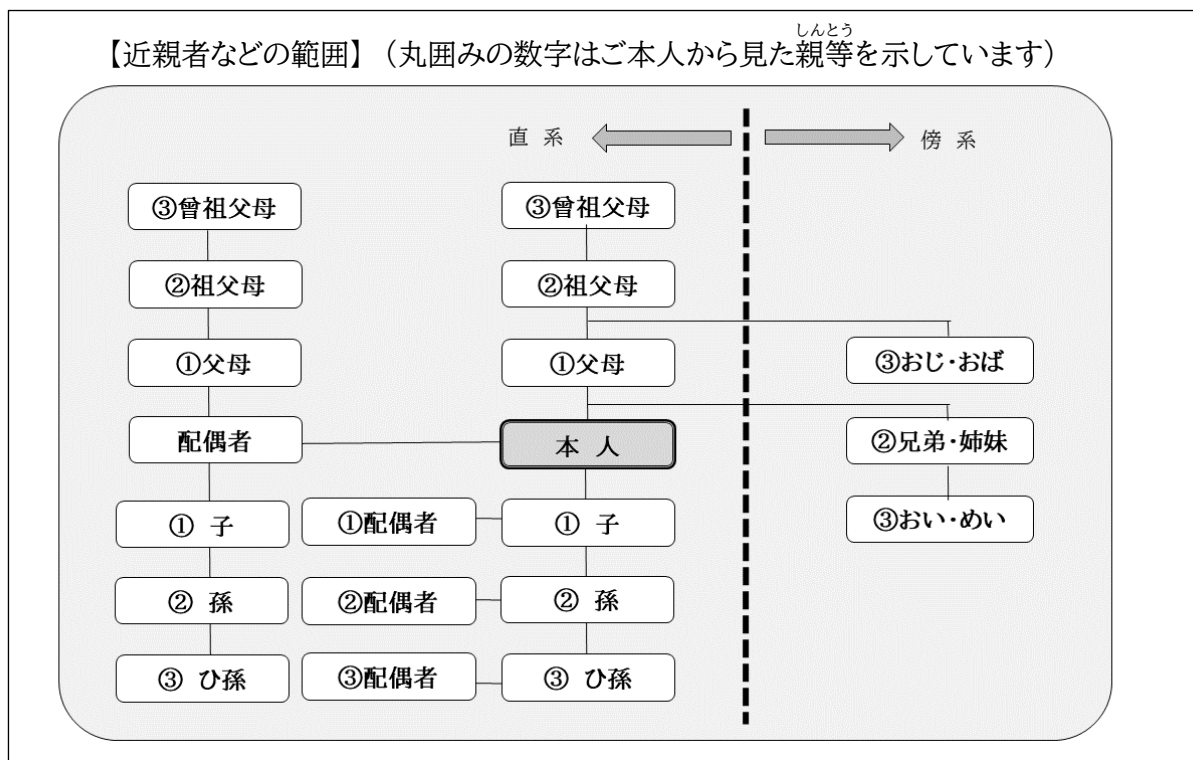 しんとう
【近親者などの範囲】（丸囲みの数字はご本人から見た親等を示しています）
直 系 傍 系
③曾祖父母 ③曾祖父母
②祖父母 ②祖父母
①父母 ①父母 ③おじ・おば
配偶者 本 人 ②兄弟・姉妹
① 子 ①配偶者 ① 子 ③おい・めい
② 孫 ②配偶者 ② 孫
③ ひ孫 ③配偶者 ③ ひ孫